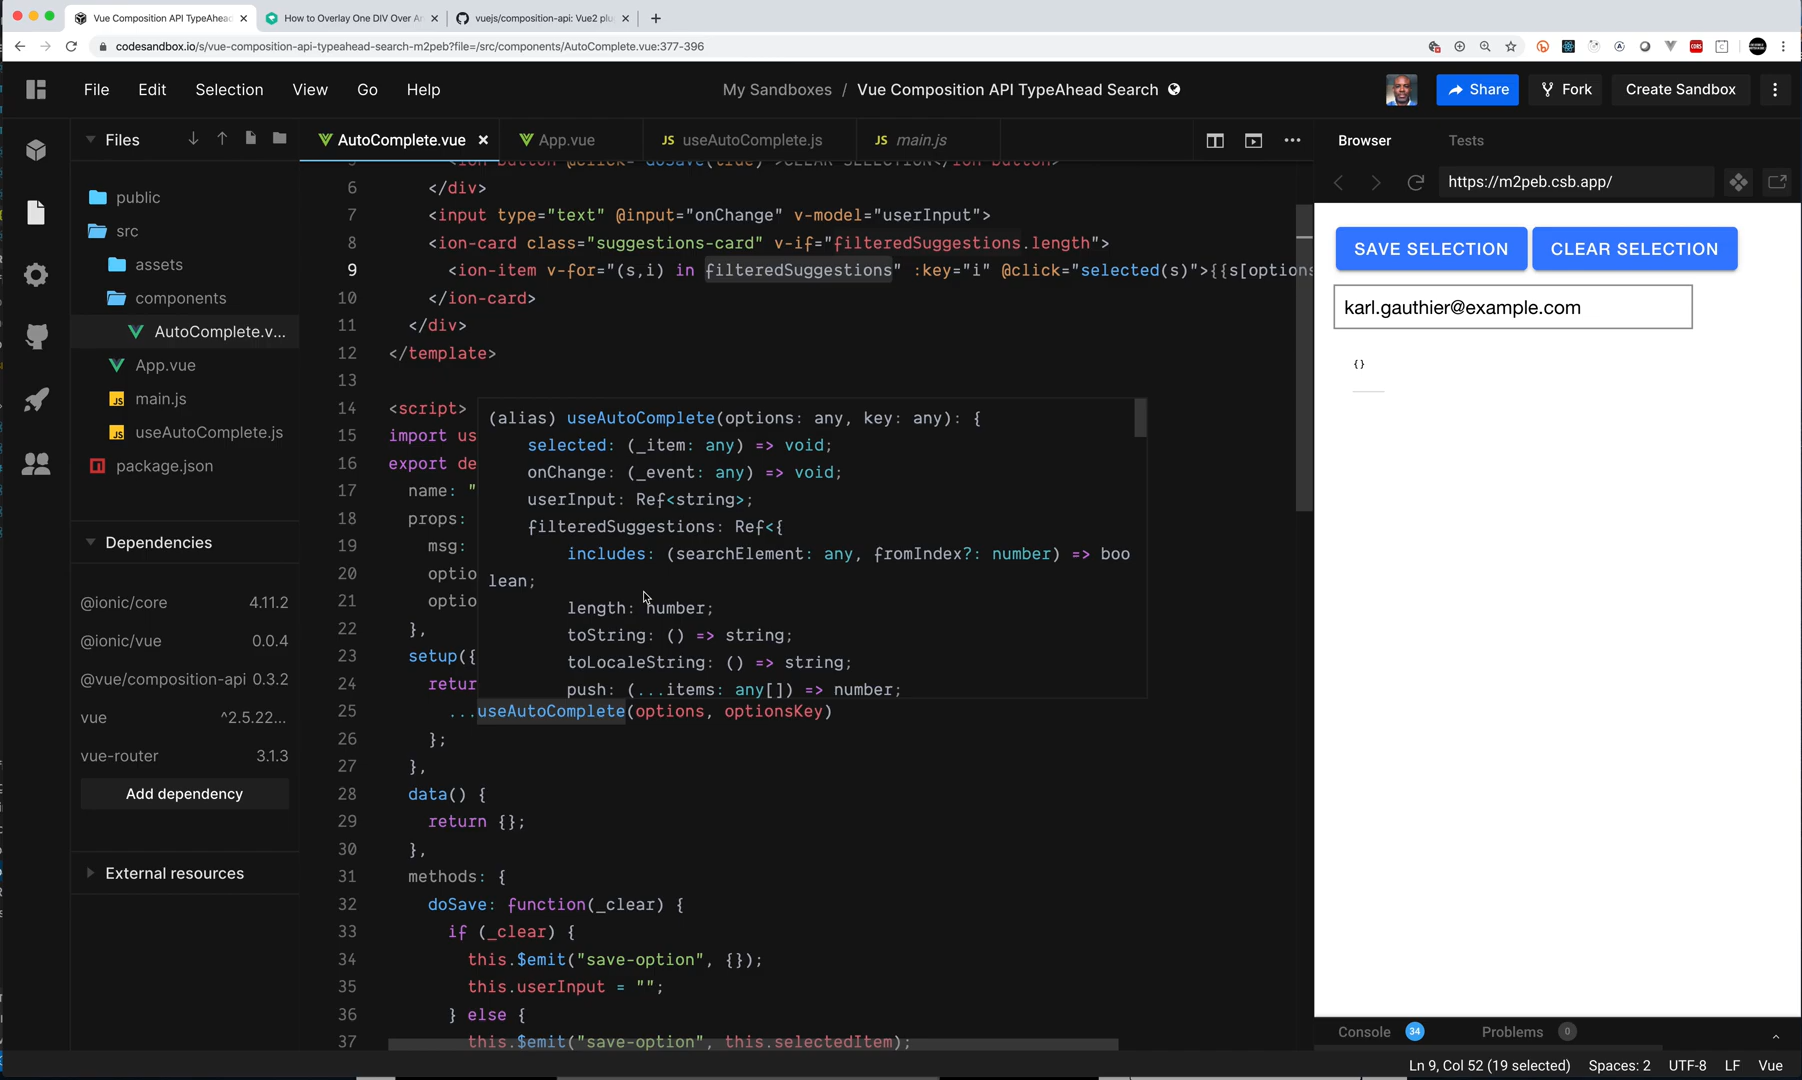 Vue Composition API TypeAhead
How to Overlay One DIV Over An
vuejs/composition-api: Vue2 plu
codesandbox.io/s/vue-composition-api-typeahead-search-m2peb?file=/src/components/AutoComplete.vue:377-396
File Edit Selection View Go Help
My Sandboxes / Vue Composition API TypeAhead Search
Share
Fork
Create Sandbox
Files
public
src
assets
components
AutoComplete.v...
App.vue
JS main.js
JS useAutoComplete.js
package.json
Dependencies
@ionic/core 4.11.2
@ionic/vue 0.0.4
@vue/composition-api 0.3.2
vue ^2.5.22...
vue-router 3.1.3
Add dependency
External resources
AutoComplete.vue
App.vue
JS useAutoComplete.js
JS main.js
6 </div>
7 <input type="text" @input="onChange" v-model="userInput">
8 <ion-card class="suggestions-card" v-if="filteredSuggestions.length">
9 <ion-item v-for="(s,i) in filteredSuggestions" :key="i" @click="selected(s)">{{s[options
10 </ion-card>
11 </div>
12 </template>
13
14 <script>
15 import us
16 export de
17 name: "
18 props:
19 msg:
20 optio
21 optio
22 },
23 setup({
24 retur
25 ...useAutoComplete(options, optionsKey)
26 };
27 },
28 data() {
29 return {};
30 },
31 methods: {
32 doSave: function(_clear) {
33 if (_clear) {
34 this.$emit("save-option", {});
35 this.userInput = "";
36 } else {
37 this.$emit("save-option", this.selectedItem);
(alias) useAutoComplete(options: any, key: any): {
selected: (_item: any) => void;
onChange: (_event: any) => void;
userInput: Ref<string>;
filteredSuggestions: Ref<{
includes: (searchElement: any, fromIndex?: number) => boo
lean;
length: number;
toString: () => string;
toLocaleString: () => string;
push: (...items: any[]) => number;
Browser Tests
https://m2peb.csb.app/
SAVE SELECTION CLEAR SELECTION
karl.gauthier@example.com
{}
Console 34 Problems 0
Ln 9, Col 52 (19 selected) Spaces: 2 UTF-8 LF Vue